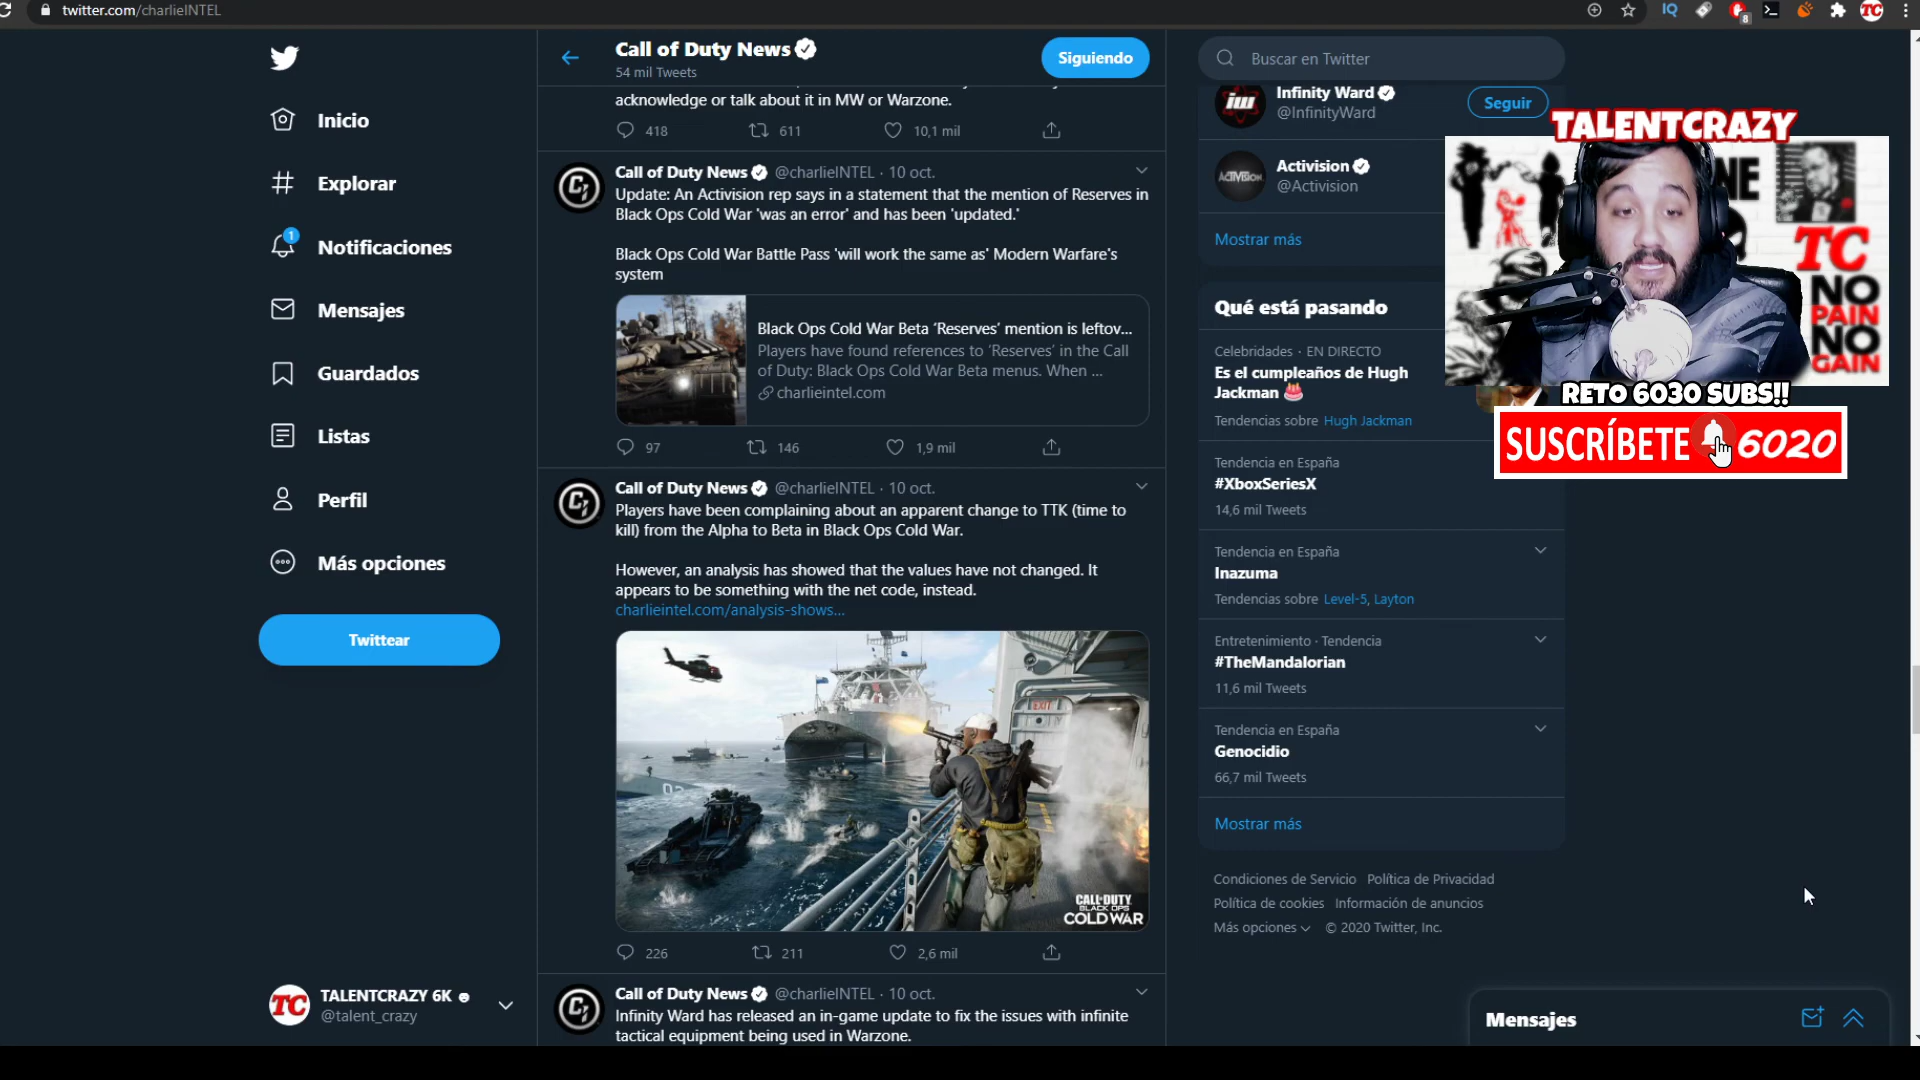 twitter.com/charlieINTEL
IQ
8
TC
Inicio
Explorar
1
Notificaciones
Mensajes
Guardados
Listas
Perfil
Más opciones
Twittear
TC
TALENTCRAZY 6K
@talent_crazy
Call of Duty News
54 mil Tweets
Siguiendo
acknowledge or talk about it in MW or Warzone.
418 611 10,1 mil
Call of Duty News @charlieINTEL · 10 oct.
Update: An Activision rep says in a statement that the mention of Reserves in
Black Ops Cold War 'was an error' and has been 'updated.'
Black Ops Cold War Battle Pass 'will work the same as' Modern Warfare's
system
Black Ops Cold War Beta ‘Reserves’ mention is leftov...
Players have found references to ‘Reserves’ in the Call
of Duty: Black Ops Cold War Beta menus. When ...
charlieintel.com
97 146 1,9 mil
Call of Duty News @charlieINTEL · 10 oct.
Players have been complaining about an apparent change to TTK (time to
kill) from the Alpha to Beta in Black Ops Cold War.
However, an analysis has showed that the values have not changed. It
appears to be something with the net code, instead.
charlieintel.com/analysis-shows...
EXIT
CALL OF DUTY
BLACK OPS
COLD WAR
226 211 2,6 mil
Call of Duty News @charlieINTEL · 10 oct.
Infinity Ward has released an in-game update to fix the issues with infinite
tactical equipment being used in Warzone.
Buscar en Twitter
iw
Infinity Ward
@InfinityWard
Seguir
ACTIVISION
Activision
@Activision
Mostrar más
Qué está pasando
Celebridades · EN DIRECTO
Es el cumpleaños de Hugh
Jackman 🎂
Tendencias sobre Hugh Jackman
Tendencia en España
#XboxSeriesX
14,6 mil Tweets
Tendencia en España
Inazuma
Tendencias sobre Level-5, Layton
Entretenimiento · Tendencia
#TheMandalorian
11,6 mil Tweets
Tendencia en España
Genocidio
66,7 mil Tweets
Mostrar más
Condiciones de Servicio Política de Privacidad
Política de cookies Información de anuncios
Más opciones © 2020 Twitter, Inc.
Mensajes
TALENTCRAZY
NE
TC
NO
PAIN
NO
GAIN
RETO 6030 SUBS!!
SUSCRÍBETE 6020